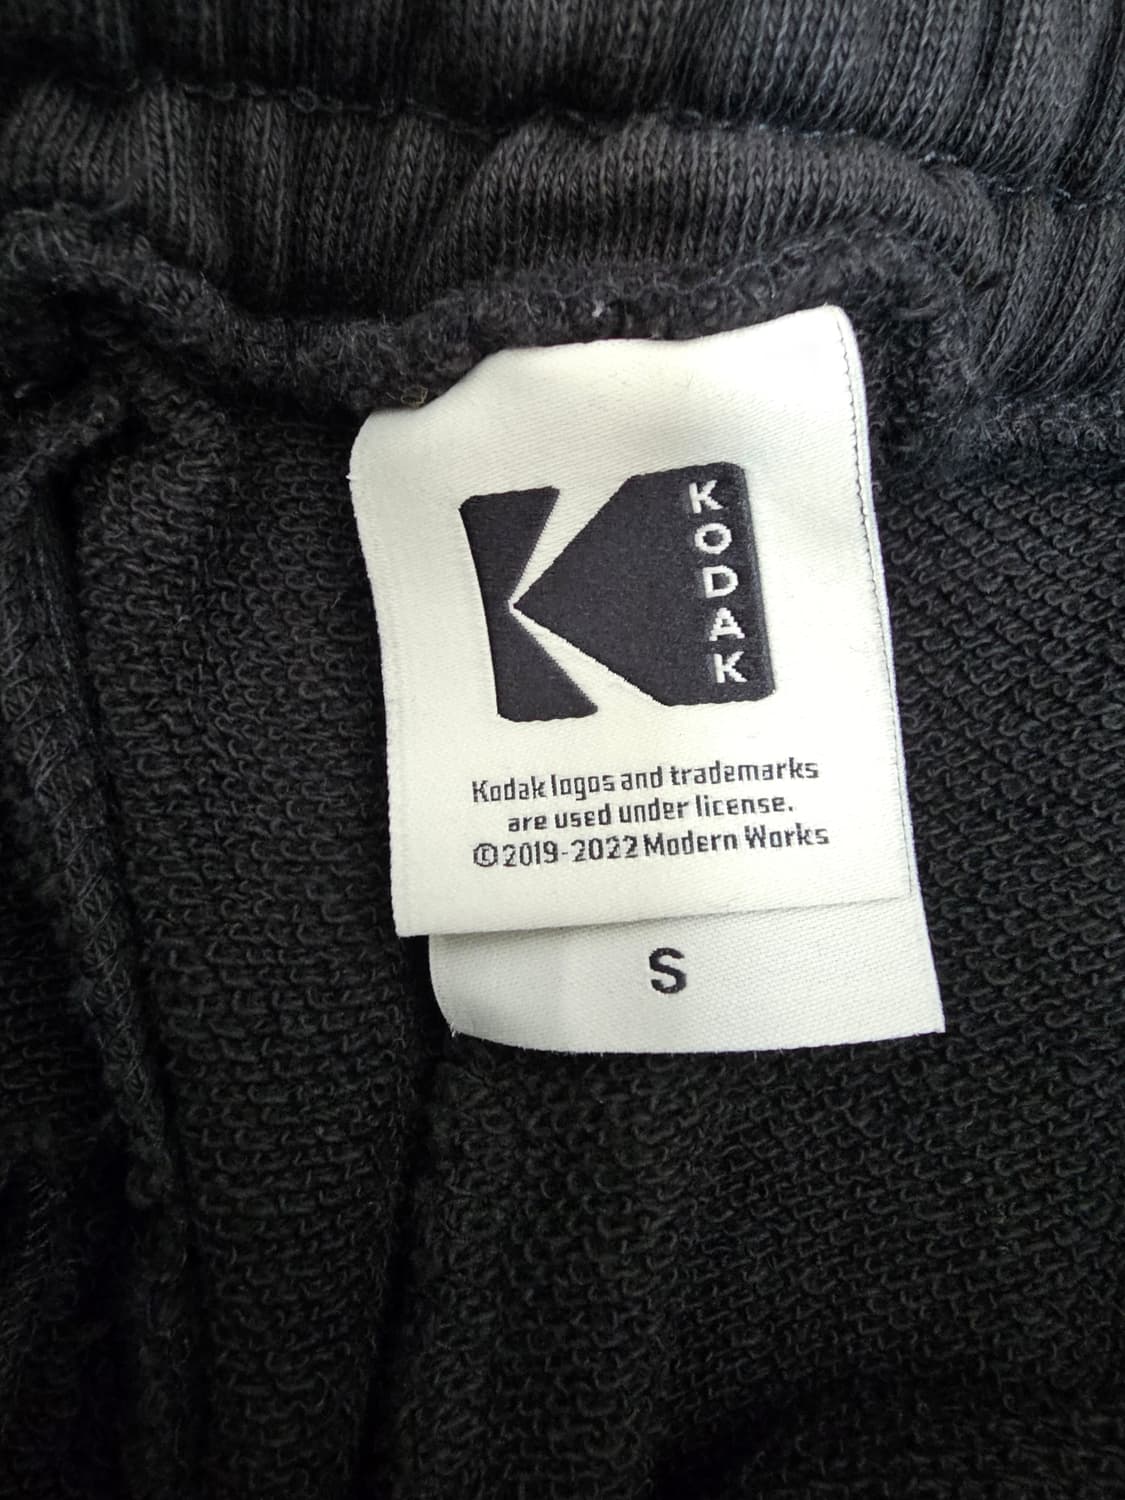 KODAK
Kodak logos and trademarks
are used under license.
©2019-2022 Modern Works
S